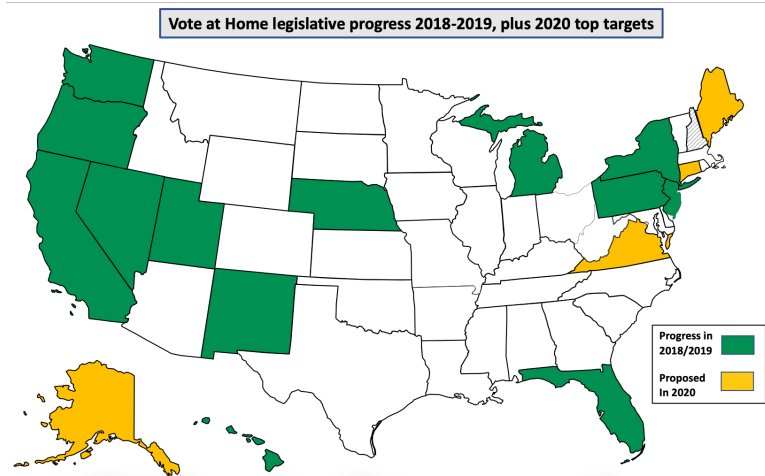 Vote at Home legislative progress 2018-2019, plus 2020 top targets
Progress in
2018/2019
Proposed
In 2020